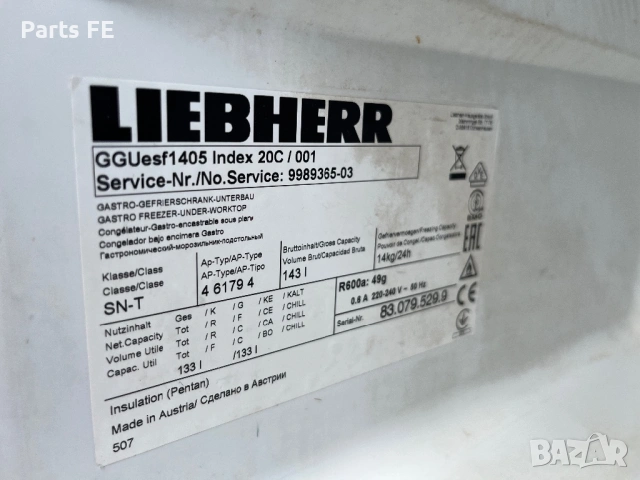 Parts FE
LIEBHERR
GGUesf1405 Index 20C / 001
Service-Nr./No.Service: 9989365-03
GASTRO-GEFRIERSCHRANK-UNTERBAU
GASTRO FREEZER-UNDER-WORKTOP
Congélateur-Gastro-encastrable sous plan
Congelador bajo encimera Gastro
Гастрономический-морозильник-подстольный
Klasse/Classe
Clase/Classe
SN-T
Ap-Typ/AP-Type
AP-Type/AP-Tipo
4 6179 4
Bruttoinhalt/Gross Capacity
Volume Brut/Capacidad Bruta
143 l
Gefriervermogen/Freezing Capacity
14kg/24h
R600a: 49g
0.6 A 220-240 V ~ 50 Hz
Serial-Nr. 83.079.529.9
Nutzinhalt Ges /K /G /KE /KALT
Net.Capacity Tot /R /F /CE /CHILL
Volume Utile Tot /R /C /CA /CHILL
Capac. Util Tot /F /C /BO /CHILL
133 l /133 l
Insulation (Pentan)
Made in Austria/ Сделано в Австрии
507
EAC
BAZAR